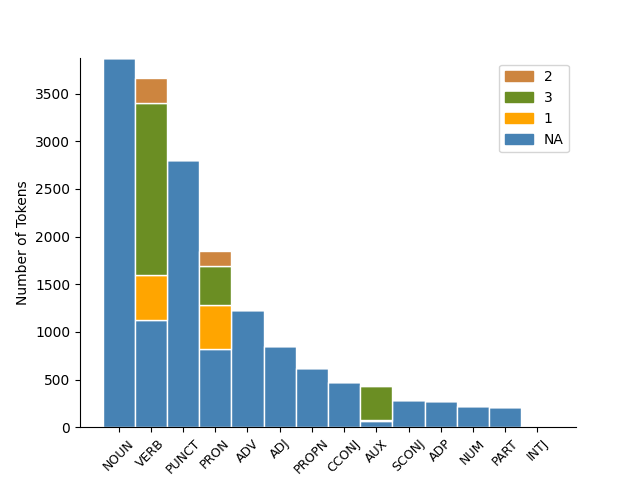 3500
3000
2500
2000
1500
1000
500
0
Number of Tokens
2
3
1
NA
NOUN
VERB
PUNCT
PRON
ADV
ADJ
PROPN
CCONJ
AUX
SCONJ
ADP
NUM
PART
INTJ